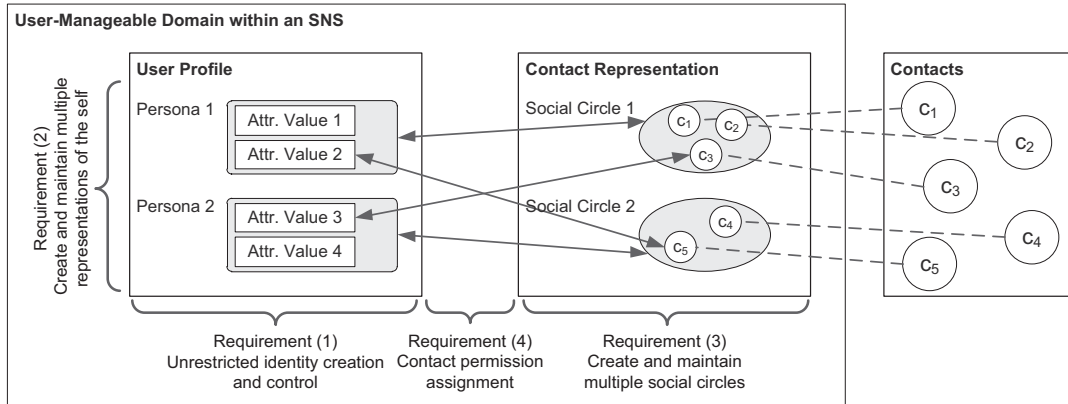 User-Manageable Domain within an SNS
Requirement (2)
Create and maintain multiple
representations of the self
User Profile
Persona 1
Attr. Value 1
Attr. Value 2
Persona 2
Attr. Value 3
Attr. Value 4
Contact Representation
Social Circle 1
c1
c2
c3
Social Circle 2
c4
c5
Contacts
c1
c2
c3
c4
c5
Requirement (1)
Unrestricted identity creation
and control
Requirement (4)
Contact permission
assignment
Requirement (3)
Create and maintain
multiple social circles